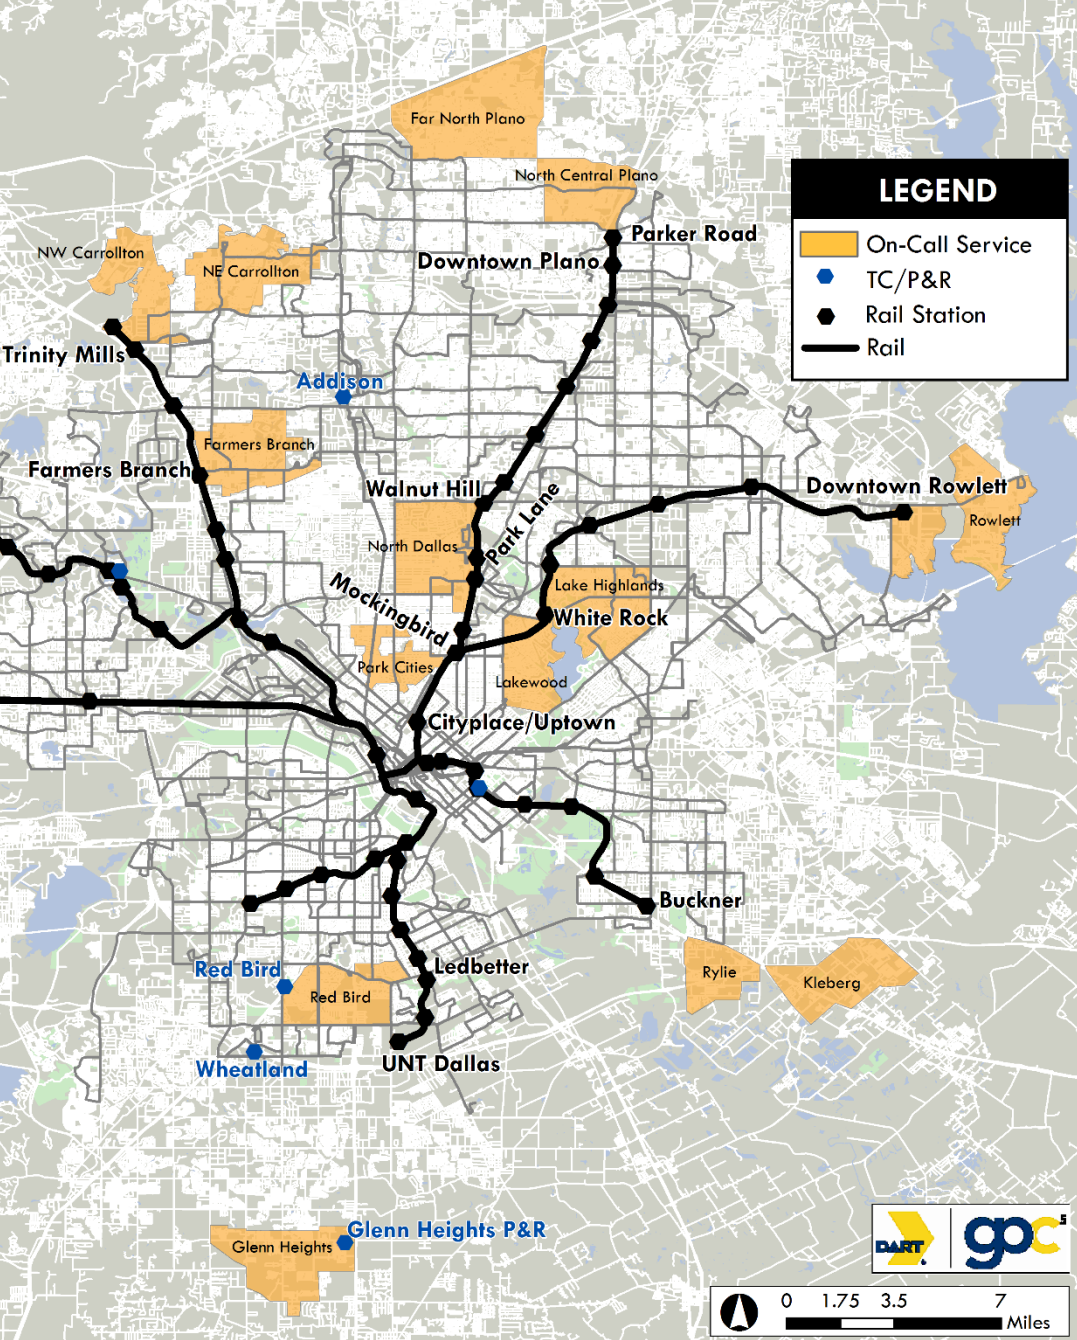 Far North Plano
North Central Plano
LEGEND
On-Call Service
TC/P&R
Rail Station
Rail
Parker Road
Downtown Plano
NW Carrollton
NE Carrollton
Trinity Mills
Addison
Farmers Branch
Farmers Branch
Walnut Hill
Park Lane
Downtown Rowlett
Rowlett
North Dallas
Mockingbird
Lake Highlands
White Rock
Park Cities
Lakewood
Cityplace/Uptown
Buckner
Ledbetter
Red Bird
Red Bird
Rylie
Kleberg
UNT Dallas
Wheatland
Glenn Heights P&R
Glenn Heights
DART
gpc5
0 1.75 3.5 7
Miles